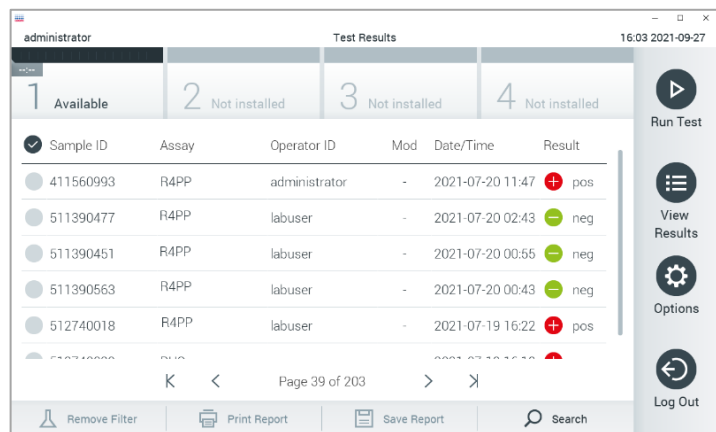 administrator Test Results 16:03 2021-09-27
--:--
1 Available 2 Not installed 3 Not installed 4 Not installed
Run Test
Sample ID Assay Operator ID Mod Date/Time Result
411560993 R4PP administrator - 2021-07-20 11:47 pos
511390477 R4PP labuser - 2021-07-20 02:43 neg
View
Results
511390451 R4PP labuser - 2021-07-20 00:55 neg
511390563 R4PP labuser - 2021-07-20 00:43 neg
Options
512740018 R4PP labuser - 2021-07-19 16:22 pos
Page 39 of 203
Log Out
Remove Filter Print Report Save Report Search